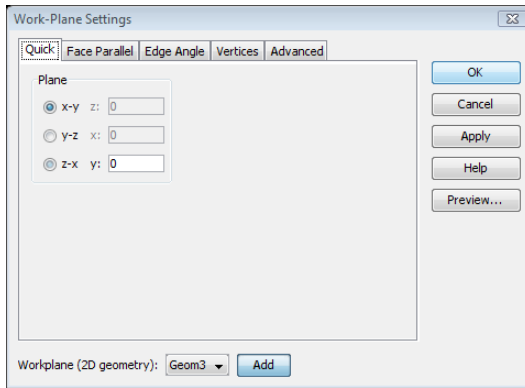 Work-Plane Settings
Quick Face Parallel Edge Angle Vertices Advanced
Plane
x-y z: 0
y-z x: 0
z-x y: 0
OK
Cancel
Apply
Help
Preview...
Workplane (2D geometry): Geom3 Add